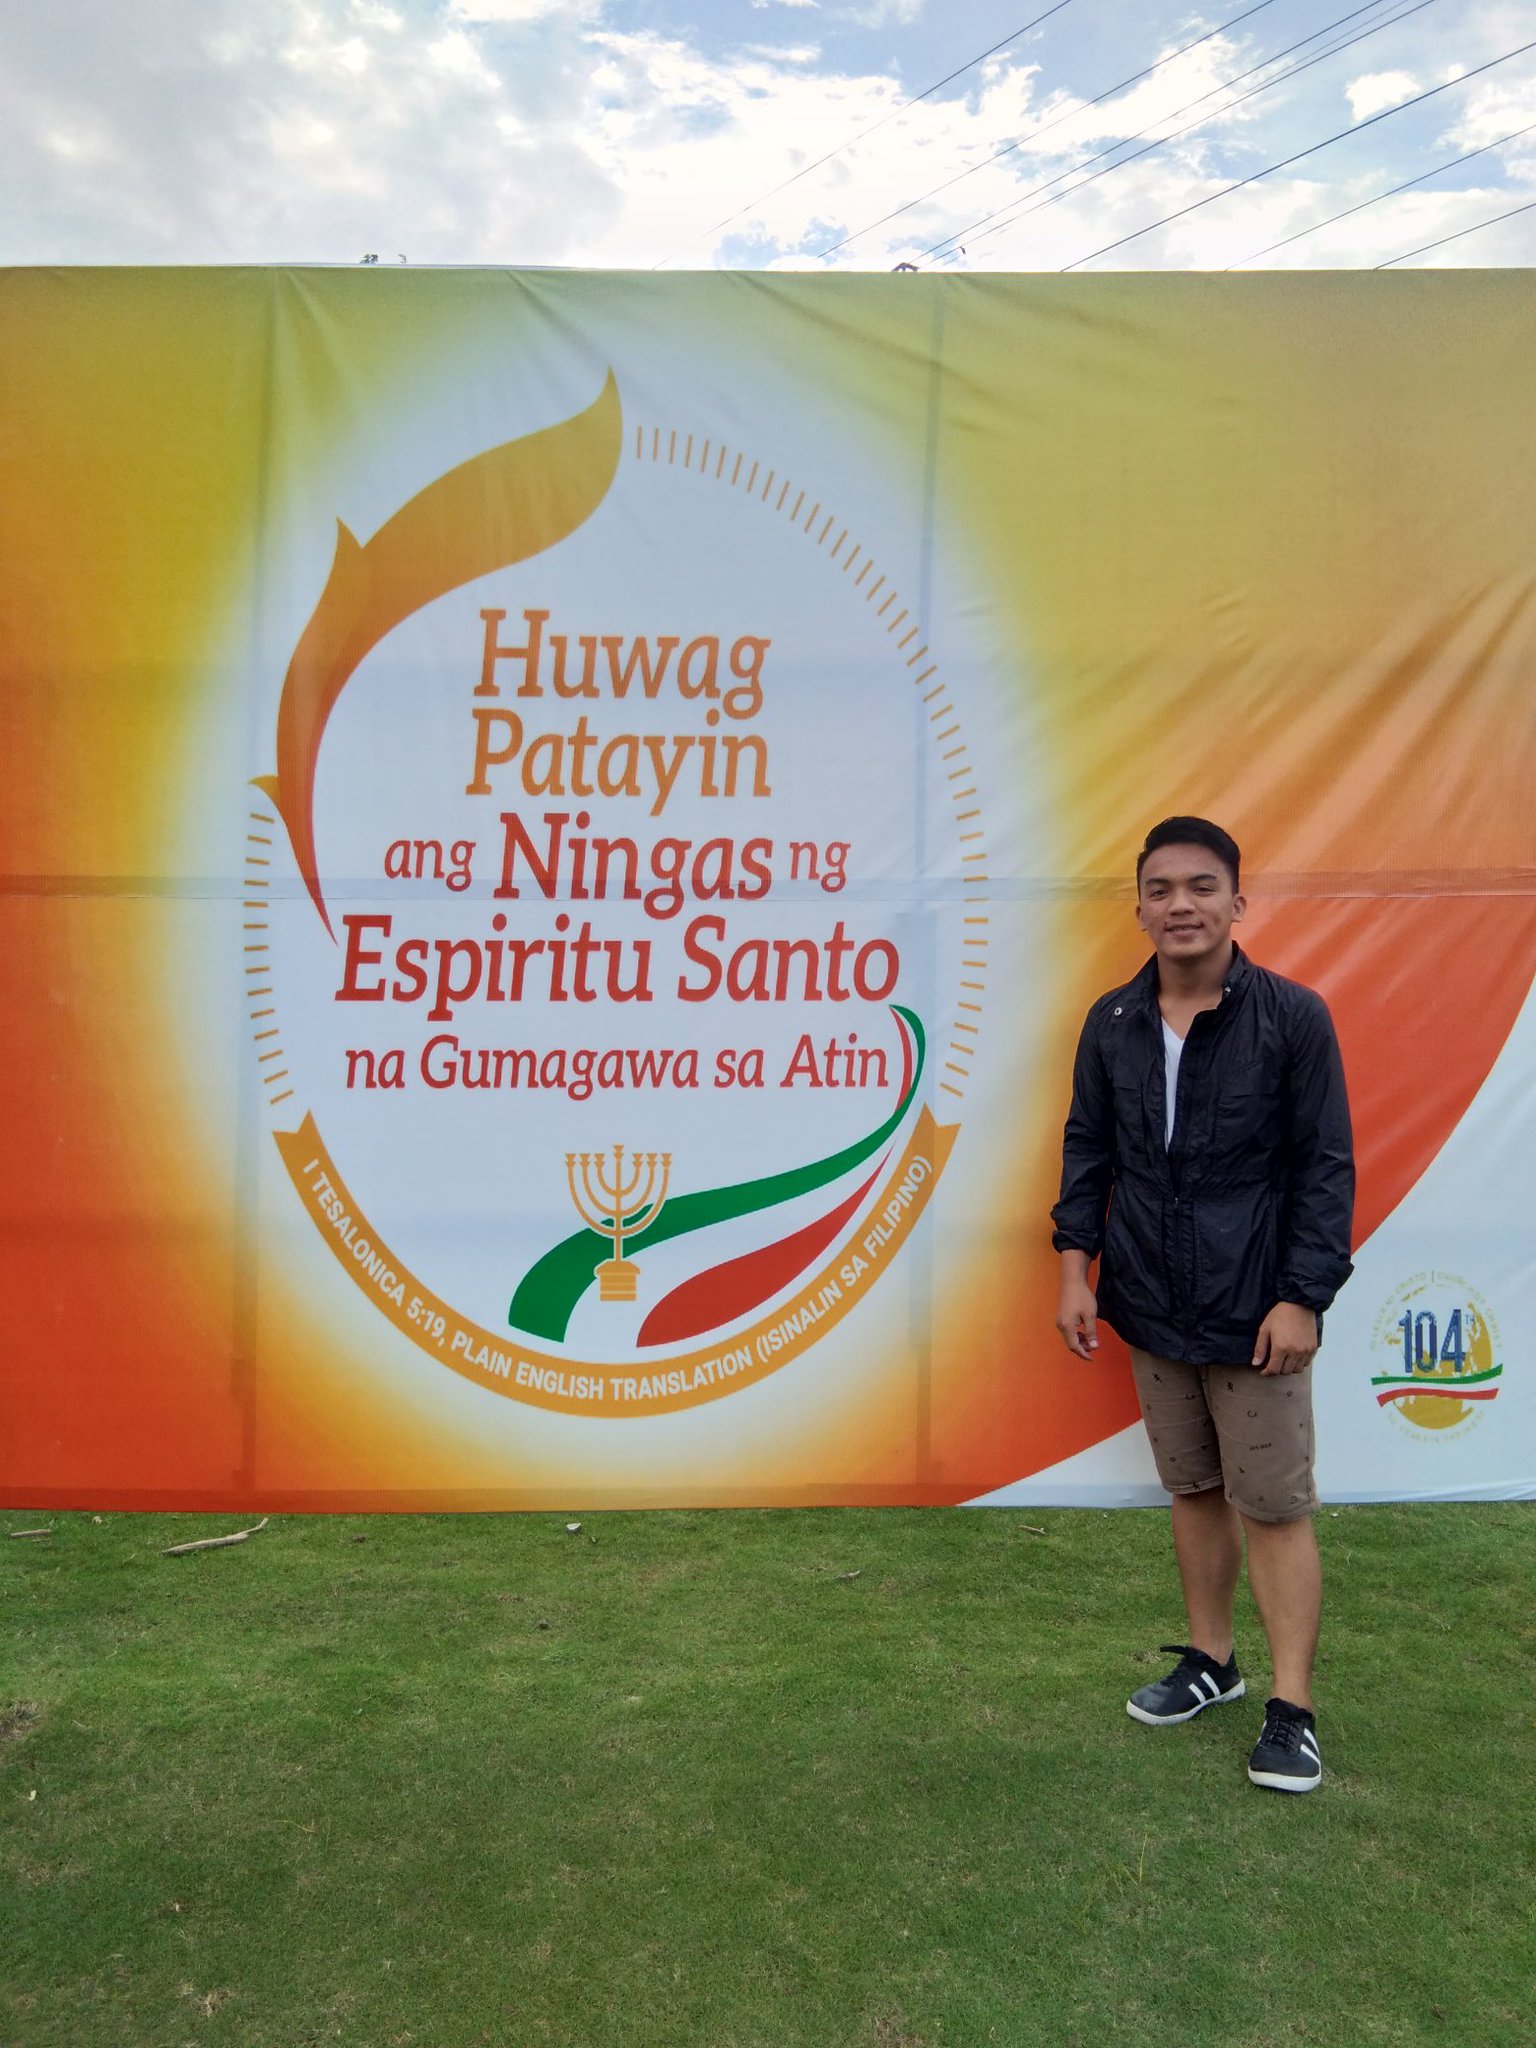 Huwag
Patayin
ang Ningas ng
Espiritu Santo
na Gumagawa sa Atin
I TESALONICA 5:19, PLAIN ENGLISH TRANSLATION (ISINALIN SA FILIPINO)
104TH